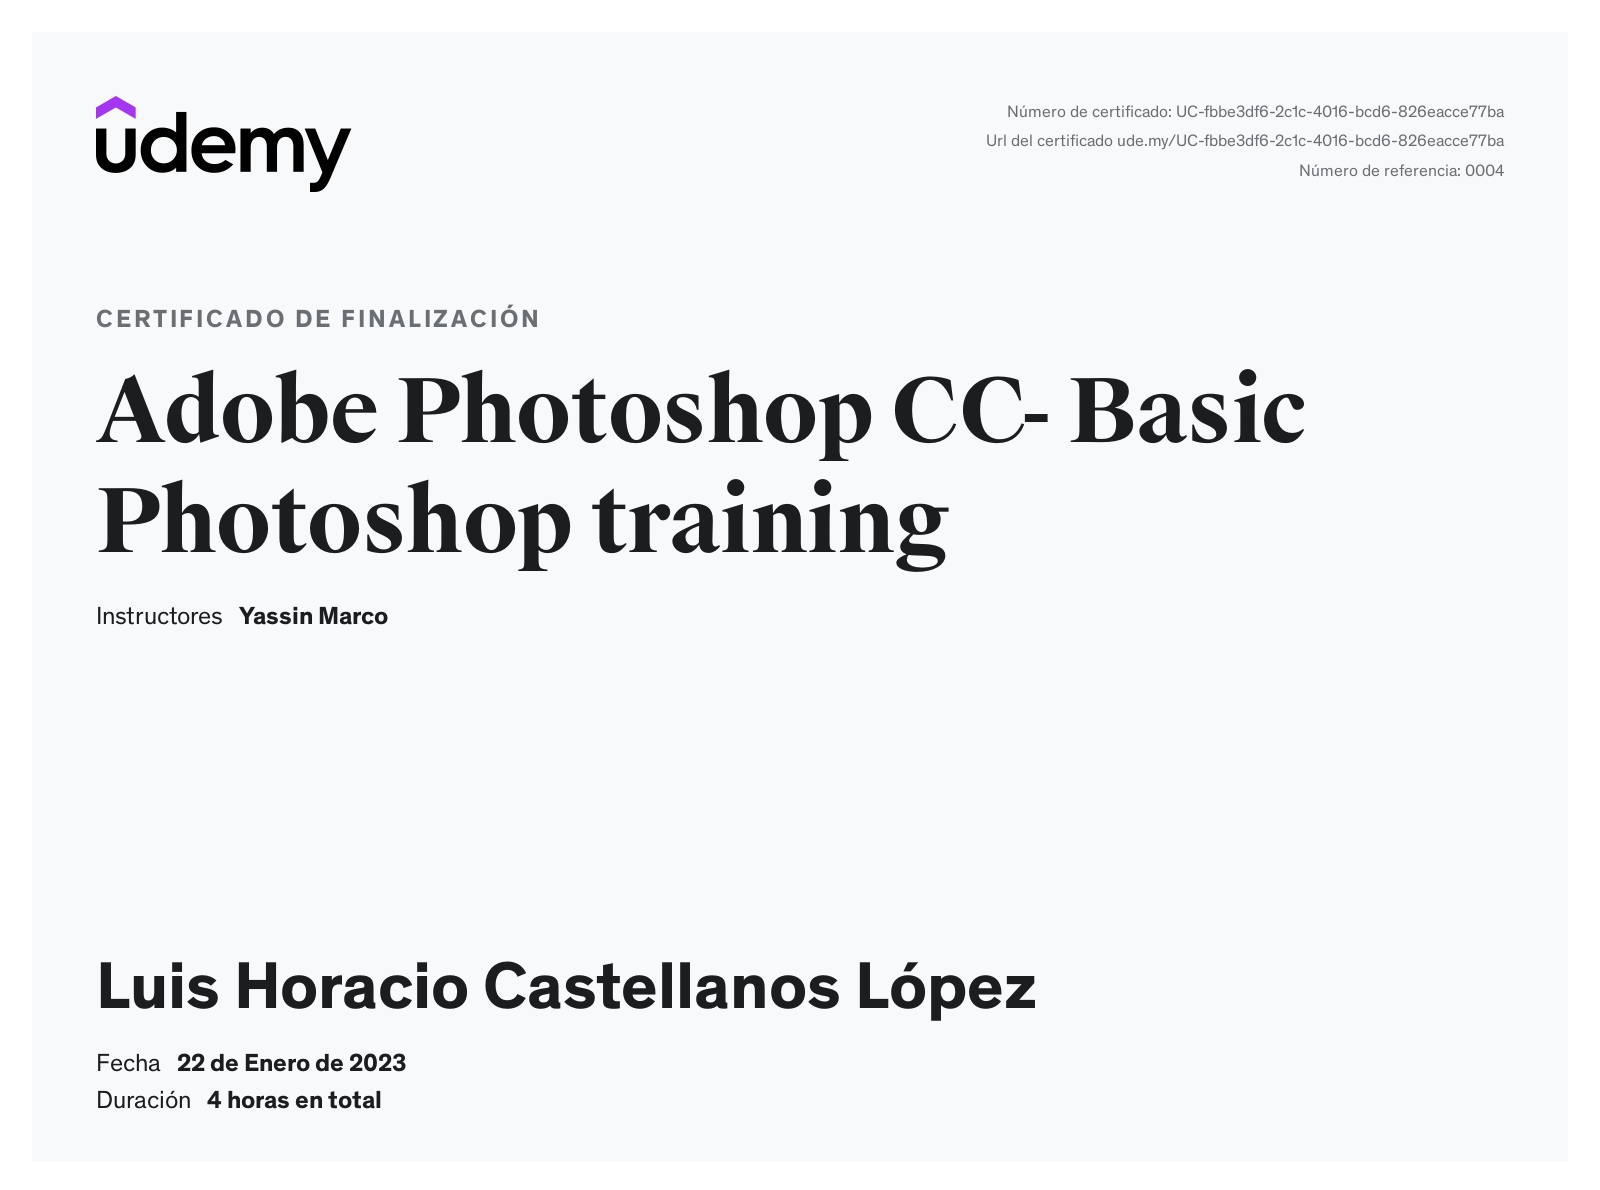 udemy
Número de certificado: UC-fbbe3df6-2c1c-4016-bcd6-826eacce77ba
Url del certificado ude.my/UC-fbbe3df6-2c1c-4016-bcd6-826eacce77ba
Número de referencia: 0004
CERTIFICADO DE FINALIZACIÓN
Adobe Photoshop CC- Basic
Photoshop training
Instructores Yassin Marco
Luis Horacio Castellanos López
Fecha 22 de Enero de 2023
Duración 4 horas en total